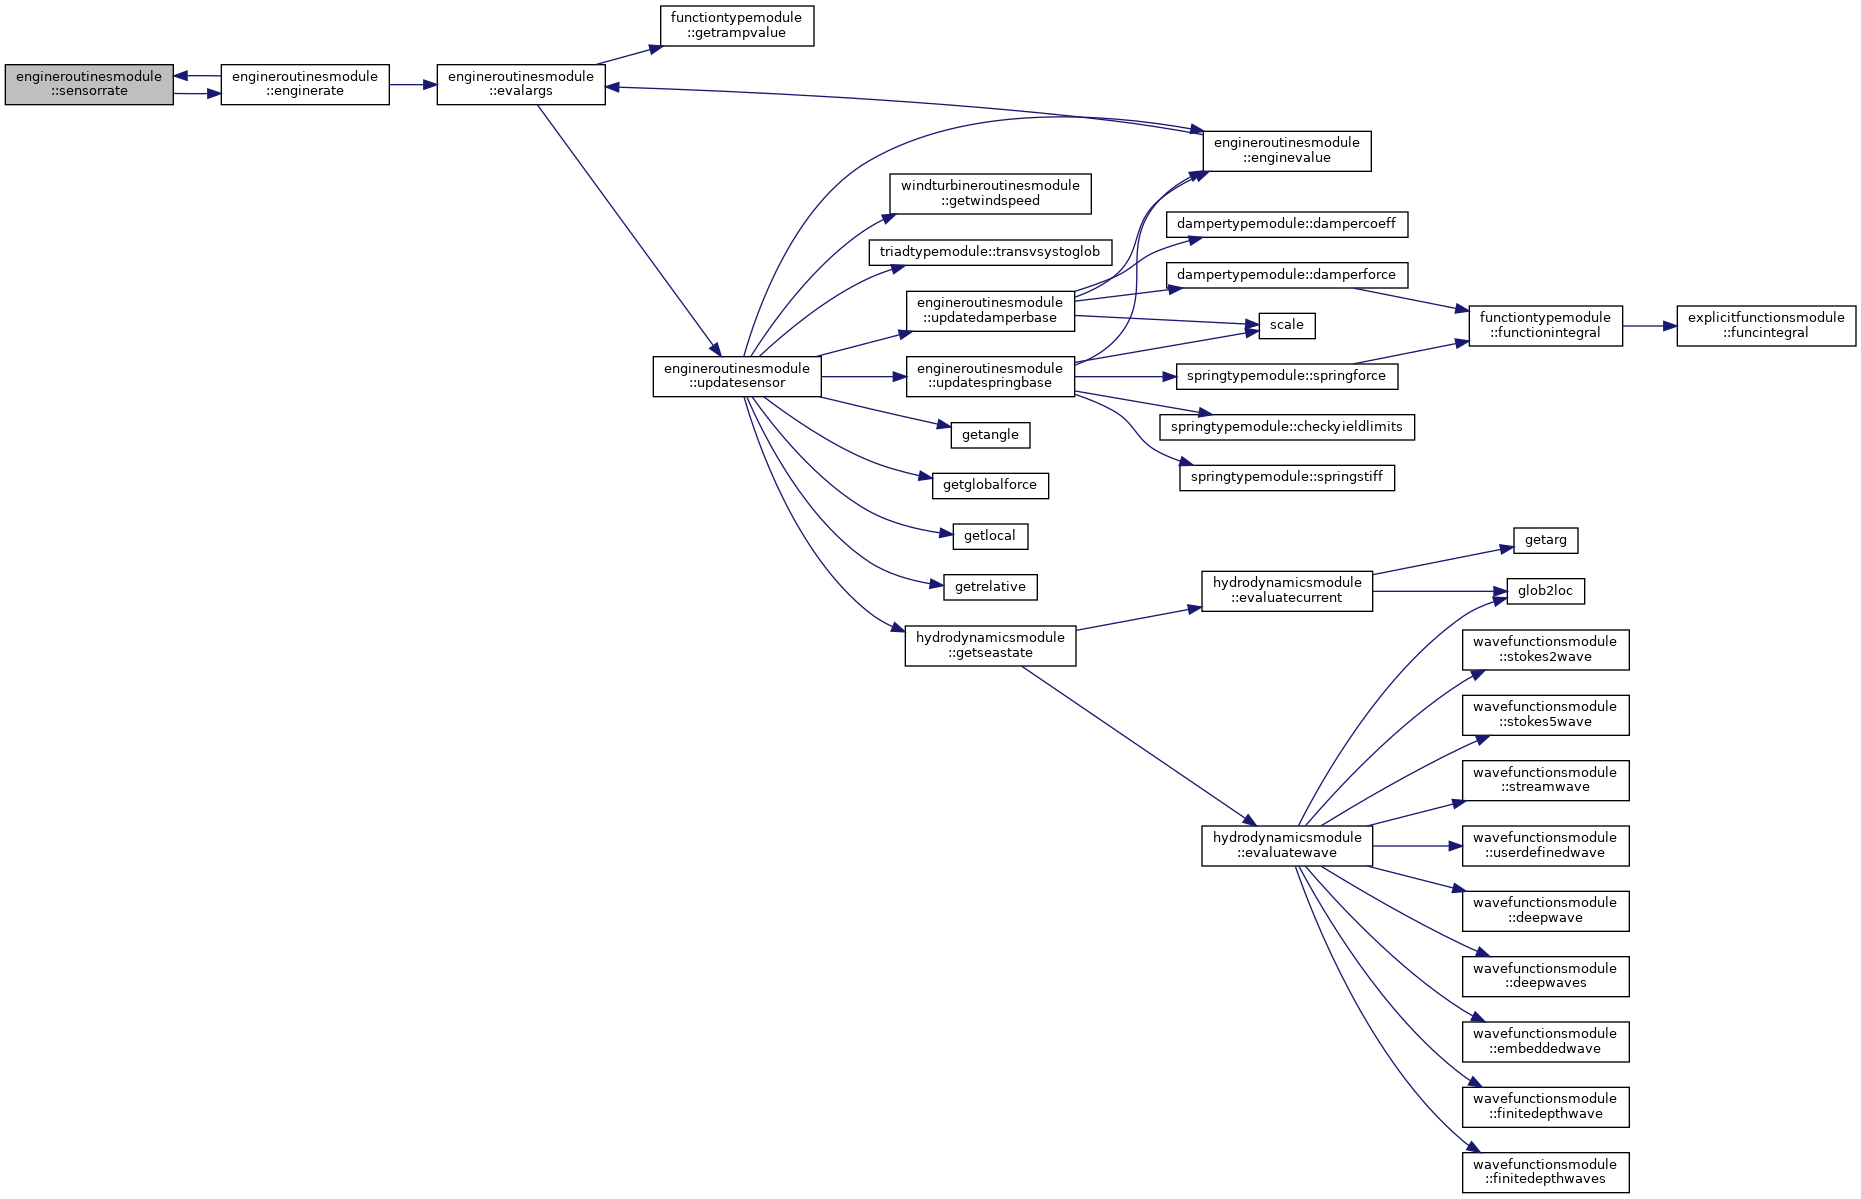 functiontypemodule
::getrampvalue
engineroutinesmodule
::sensorrate
engineroutinesmodule
::enginerate
engineroutinesmodule
::evalargs
engineroutinesmodule
::enginevalue
windturbineroutinesmodule
::getwindspeed
dampertypemodule::dampercoeff
triadtypemodule::transvsystoglob
dampertypemodule::damperforce
engineroutinesmodule
::updatedamperbase
scale
functiontypemodule
::functionintegral
explicitfunctionsmodule
::funcintegral
engineroutinesmodule
::updatesensor
engineroutinesmodule
::updatespringbase
springtypemodule::springforce
springtypemodule::checkyieldlimits
getangle
springtypemodule::springstiff
getglobalforce
getlocal
getarg
getrelative
hydrodynamicsmodule
::evaluatecurrent
glob2loc
hydrodynamicsmodule
::getseastate
wavefunctionsmodule
::stokes2wave
wavefunctionsmodule
::stokes5wave
wavefunctionsmodule
::streamwave
hydrodynamicsmodule
::evaluatewave
wavefunctionsmodule
::userdefinedwave
wavefunctionsmodule
::deepwave
wavefunctionsmodule
::deepwaves
wavefunctionsmodule
::embeddedwave
wavefunctionsmodule
::finitedepthwave
wavefunctionsmodule
::finitedepthwaves